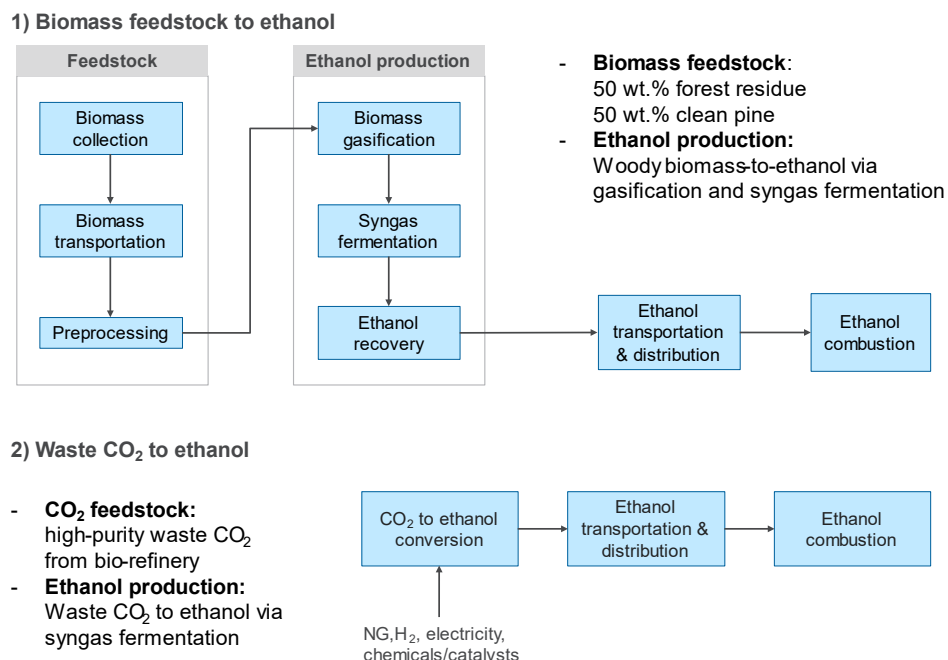 1) Biomass feedstock to ethanol
Feedstock
Biomass
collection
Biomass
transportation
Preprocessing
Ethanol production
Biomass
gasification
Syngas
fermentation
Ethanol
recovery
Ethanol
transportation
& distribution
Ethanol
combustion
- Biomass feedstock:
50 wt.% forest residue
50 wt.% clean pine
- Ethanol production:
Woody biomass-to-ethanol via
gasification and syngas fermentation
2) Waste CO₂ to ethanol
- CO₂ feedstock:
high-purity waste CO₂
from bio-refinery
- Ethanol production:
Waste CO₂ to ethanol via
syngas fermentation
CO₂ to ethanol
conversion
Ethanol
transportation &
distribution
Ethanol
combustion
NG,H₂, electricity,
chemicals/catalysts